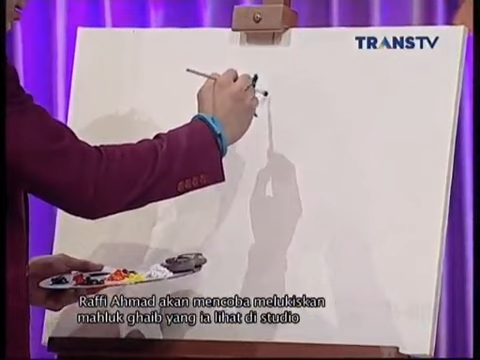 TRANSTV
Raffi Ahmad akan mencoba melukiskan
mahluk ghaib yang ia lihat di studio